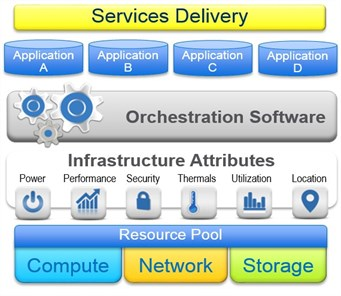 Services Delivery
Application A
Application B
Application C
Application D
Orchestration Software
Infrastructure Attributes
Power Performance Security Thermals Utilization Location
Resource Pool
Compute Network Storage